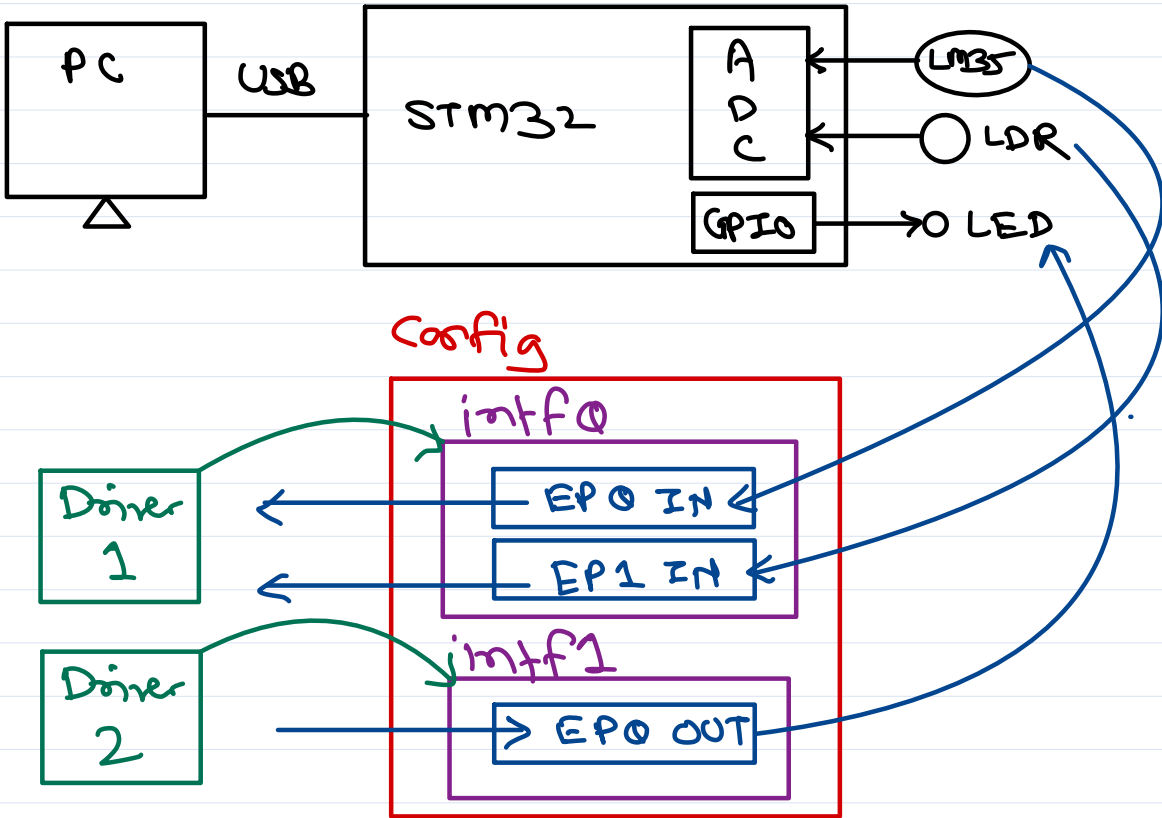 PC
USB
STM32
A
D
C
LM35
LDR
GPIO
LED
Config
intf0
Driver
1
EP0 IN
EP1 IN
intf1
Driver
2
EP0 OUT